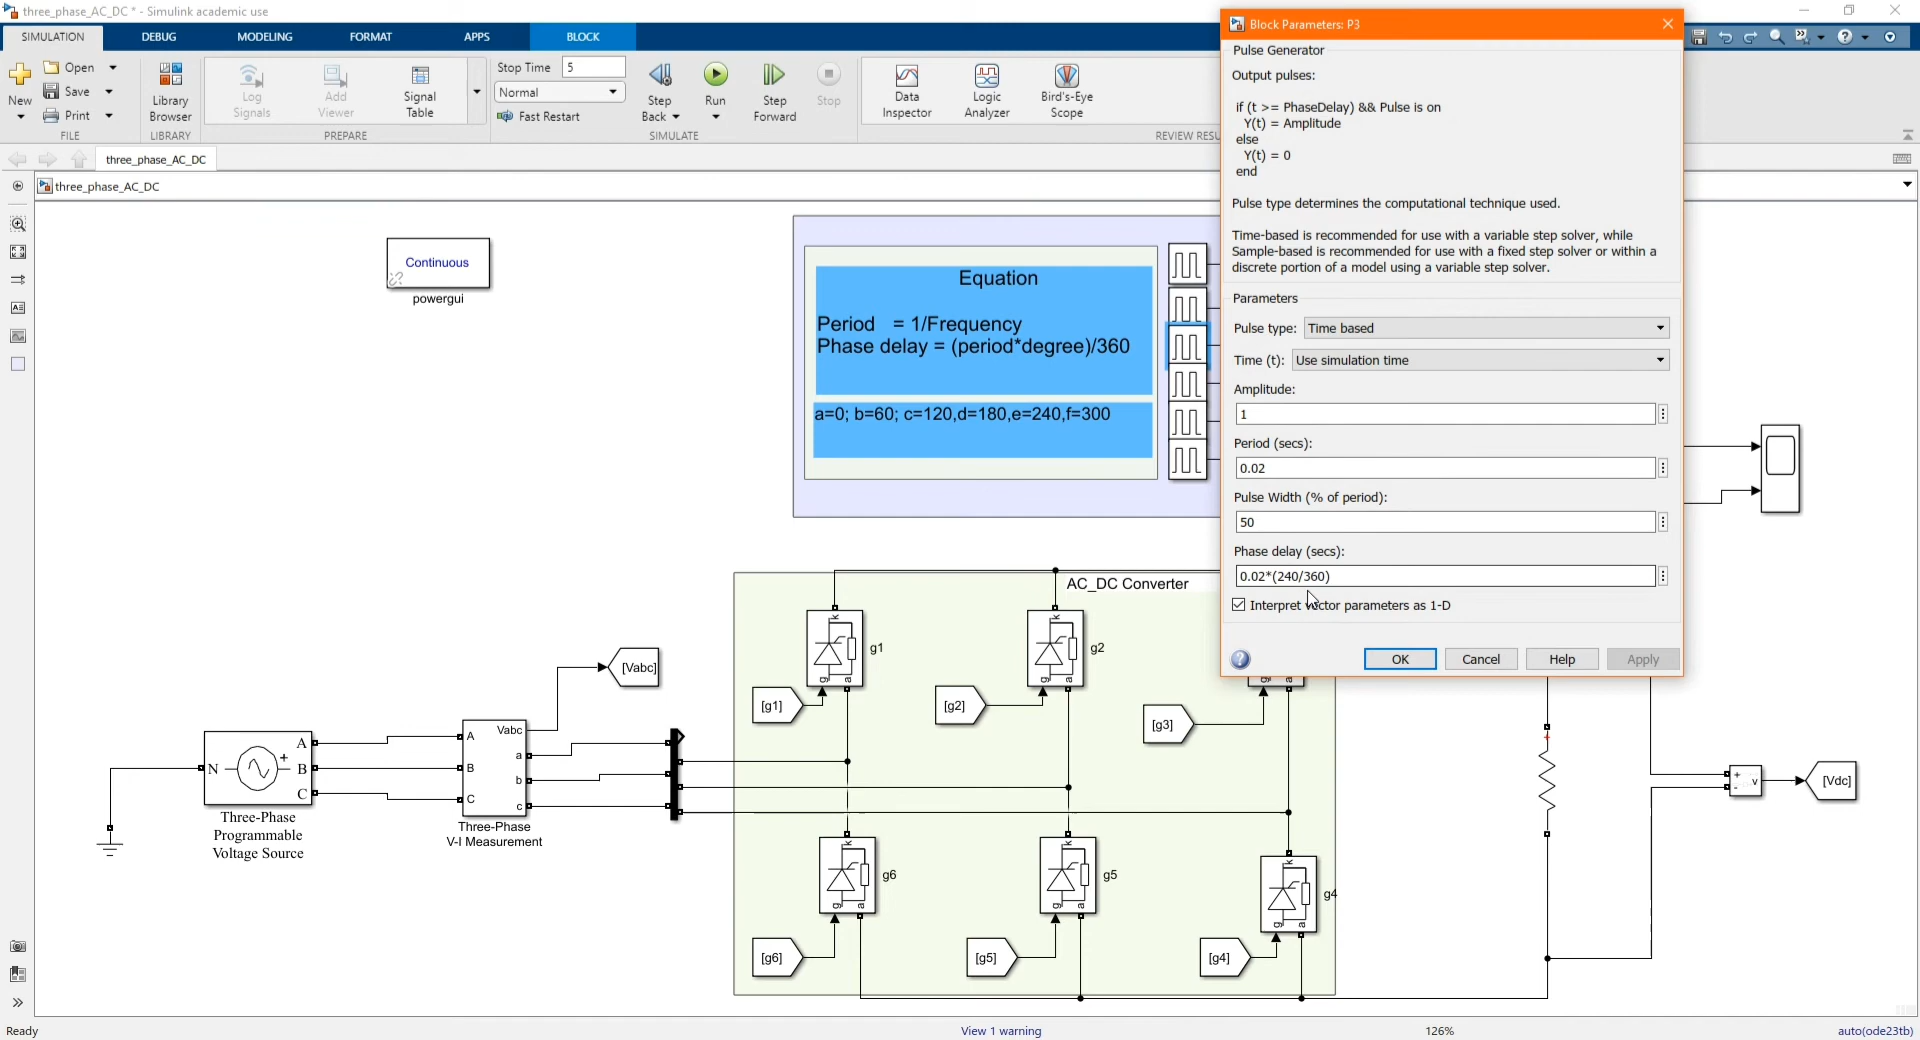 three_phase_AC_DC * - Simulink academic use
SIMULATION
DEBUG
MODELING
FORMAT
APPS
BLOCK
New
Open
Save
Print
FILE
Library
Browser
LIBRARY
Log
Signals
Add
Viewer
Signal
Table
PREPARE
Stop Time 5
Normal
Fast Restart
Step
Back
Run
Step
Forward
Stop
SIMULATE
Data
Inspector
Logic
Analyzer
Bird's-Eye
Scope
REVIEW RESU
three_phase_AC_DC
three_phase_AC_DC
Continuous
powergui
Equation
Period = 1/Frequency
Phase delay = (period*degree)/360
a=0; b=60; c=120,d=180,e=240,f=300
Block Parameters: P3
Pulse Generator
Output pulses:
if (t >= PhaseDelay) && Pulse is on
Y(t) = Amplitude
else
Y(t) = 0
end
Pulse type determines the computational technique used.
Time-based is recommended for use with a variable step solver, while
Sample-based is recommended for use with a fixed step solver or within a
discrete portion of a model using a variable step solver.
Parameters
Pulse type: Time based
Time (t): Use simulation time
Amplitude:
1
Period (secs):
0.02
Pulse Width (% of period):
50
Phase delay (secs):
0.02*(240/360)
Interpret vector parameters as 1-D
OK
Cancel
Help
Apply
AC_DC Converter
k
g1
g a
[g1]
k
g2
g a
[g2]
g a
[g3]
[Vabc]
N
A
B
C
Three-Phase
Programmable
Voltage Source
A
B
C
Vabc
a
b
c
Three-Phase
V-I Measurement
k
g6
g a
[g6]
k
g5
g a
[g5]
k
g4
g a
[g4]
+
+
-
v
[Vdc]
Ready
View 1 warning
126%
auto(ode23tb)